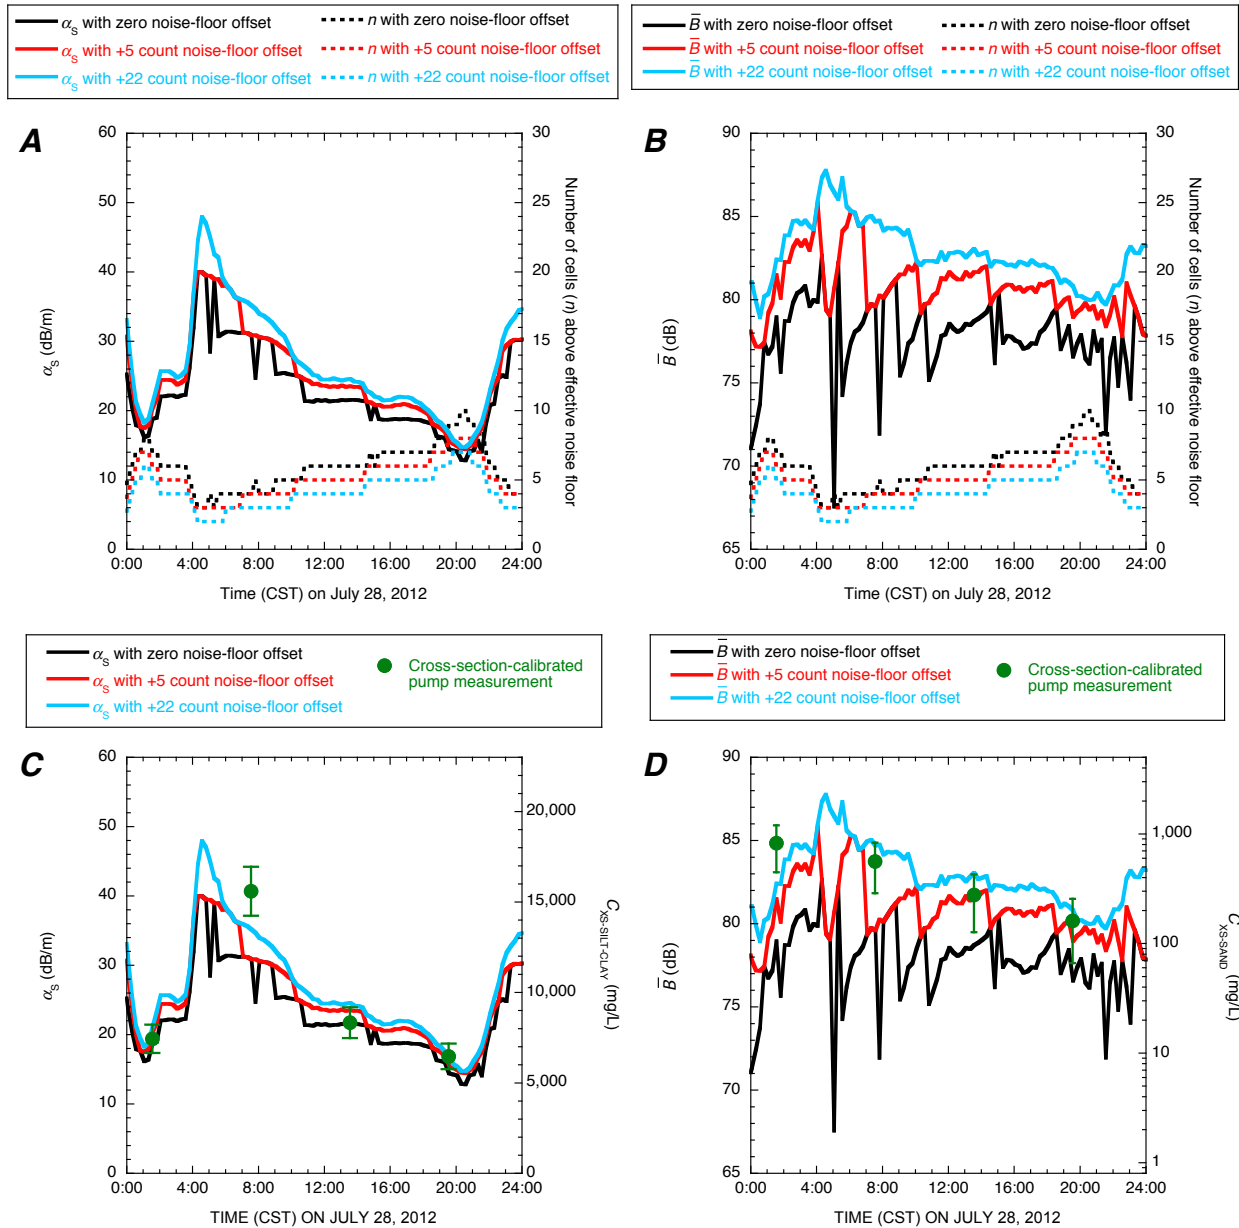 α_S with zero noise-floor offset
α_S with +5 count noise-floor offset
α_S with +22 count noise-floor offset
n with zero noise-floor offset
n with +5 count noise-floor offset
n with +22 count noise-floor offset
B̅ with zero noise-floor offset
B̅ with +5 count noise-floor offset
B̅ with +22 count noise-floor offset
n with zero noise-floor offset
n with +5 count noise-floor offset
n with +22 count noise-floor offset
A
60
50
40
30
20
10
0
α_S (dB/m)
30
25
20
15
10
5
0
Number of cells (n) above effective noise floor
0:00 4:00 8:00 12:00 16:00 20:00 24:00
Time (CST) on July 28, 2012
B
90
85
80
75
70
65
B̅ (dB)
30
25
20
15
10
5
0
Number of cells (n) above effective noise floor
0:00 4:00 8:00 12:00 16:00 20:00 24:00
Time (CST) on July 28, 2012
α_S with zero noise-floor offset
α_S with +5 count noise-floor offset
α_S with +22 count noise-floor offset
Cross-section-calibrated
pump measurement
B̅ with zero noise-floor offset
B̅ with +5 count noise-floor offset
B̅ with +22 count noise-floor offset
Cross-section-calibrated
pump measurement
C
60
50
40
30
20
10
0
α_S (dB/m)
20,000
15,000
10,000
5,000
0
C_XS-SILT-CLAY (mg/L)
0:00 4:00 8:00 12:00 16:00 20:00 24:00
TIME (CST) ON JULY 28, 2012
D
90
85
80
75
70
65
B̅ (dB)
1,000
100
10
1
C_XS-SAND (mg/L)
0:00 4:00 8:00 12:00 16:00 20:00 24:00
TIME (CST) ON JULY 28, 2012